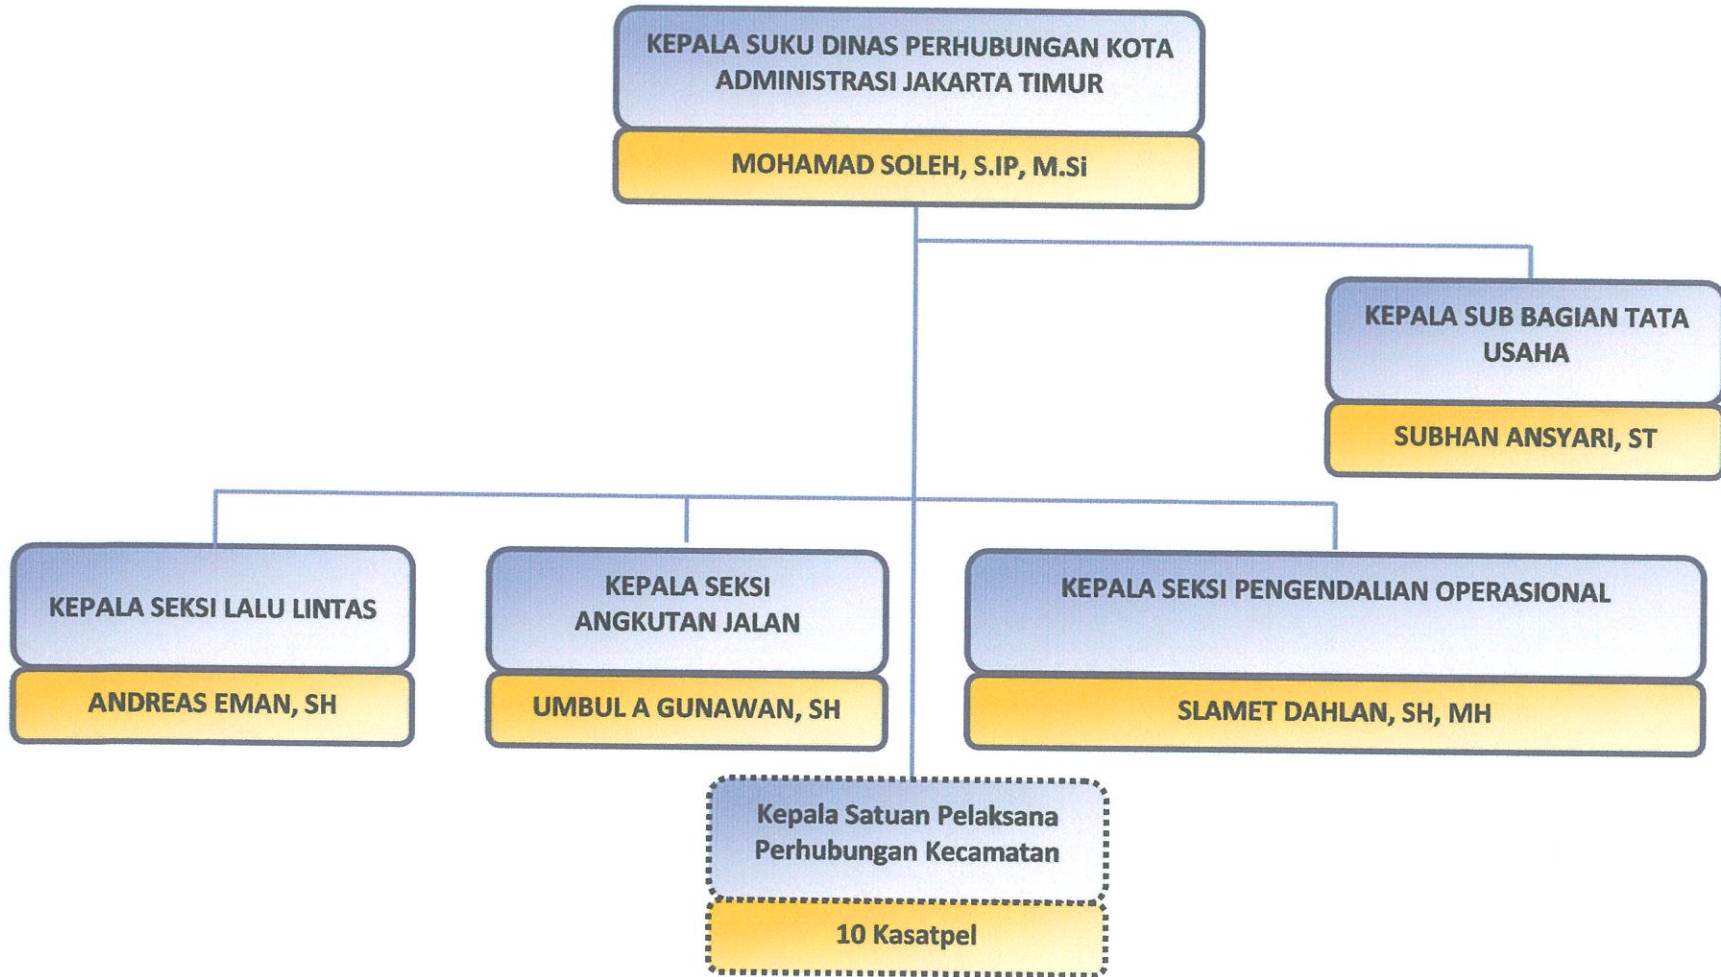 KEPALA SUKU DINAS PERHUBUNGAN KOTA
ADMINISTRASI JAKARTA TIMUR
MOHAMAD SOLEH, S.IP, M.Si
KEPALA SUB BAGIAN TATA
USAHA
SUBHAN ANSYARI, ST
KEPALA SEKSI LALU LINTAS
ANDREAS EMAN, SH
KEPALA SEKSI
ANGKUTAN JALAN
UMBUL A GUNAWAN, SH
KEPALA SEKSI PENGENDALIAN OPERASIONAL
SLAMET DAHLAN, SH, MH
Kepala Satuan Pelaksana
Perhubungan Kecamatan
10 Kasatpel